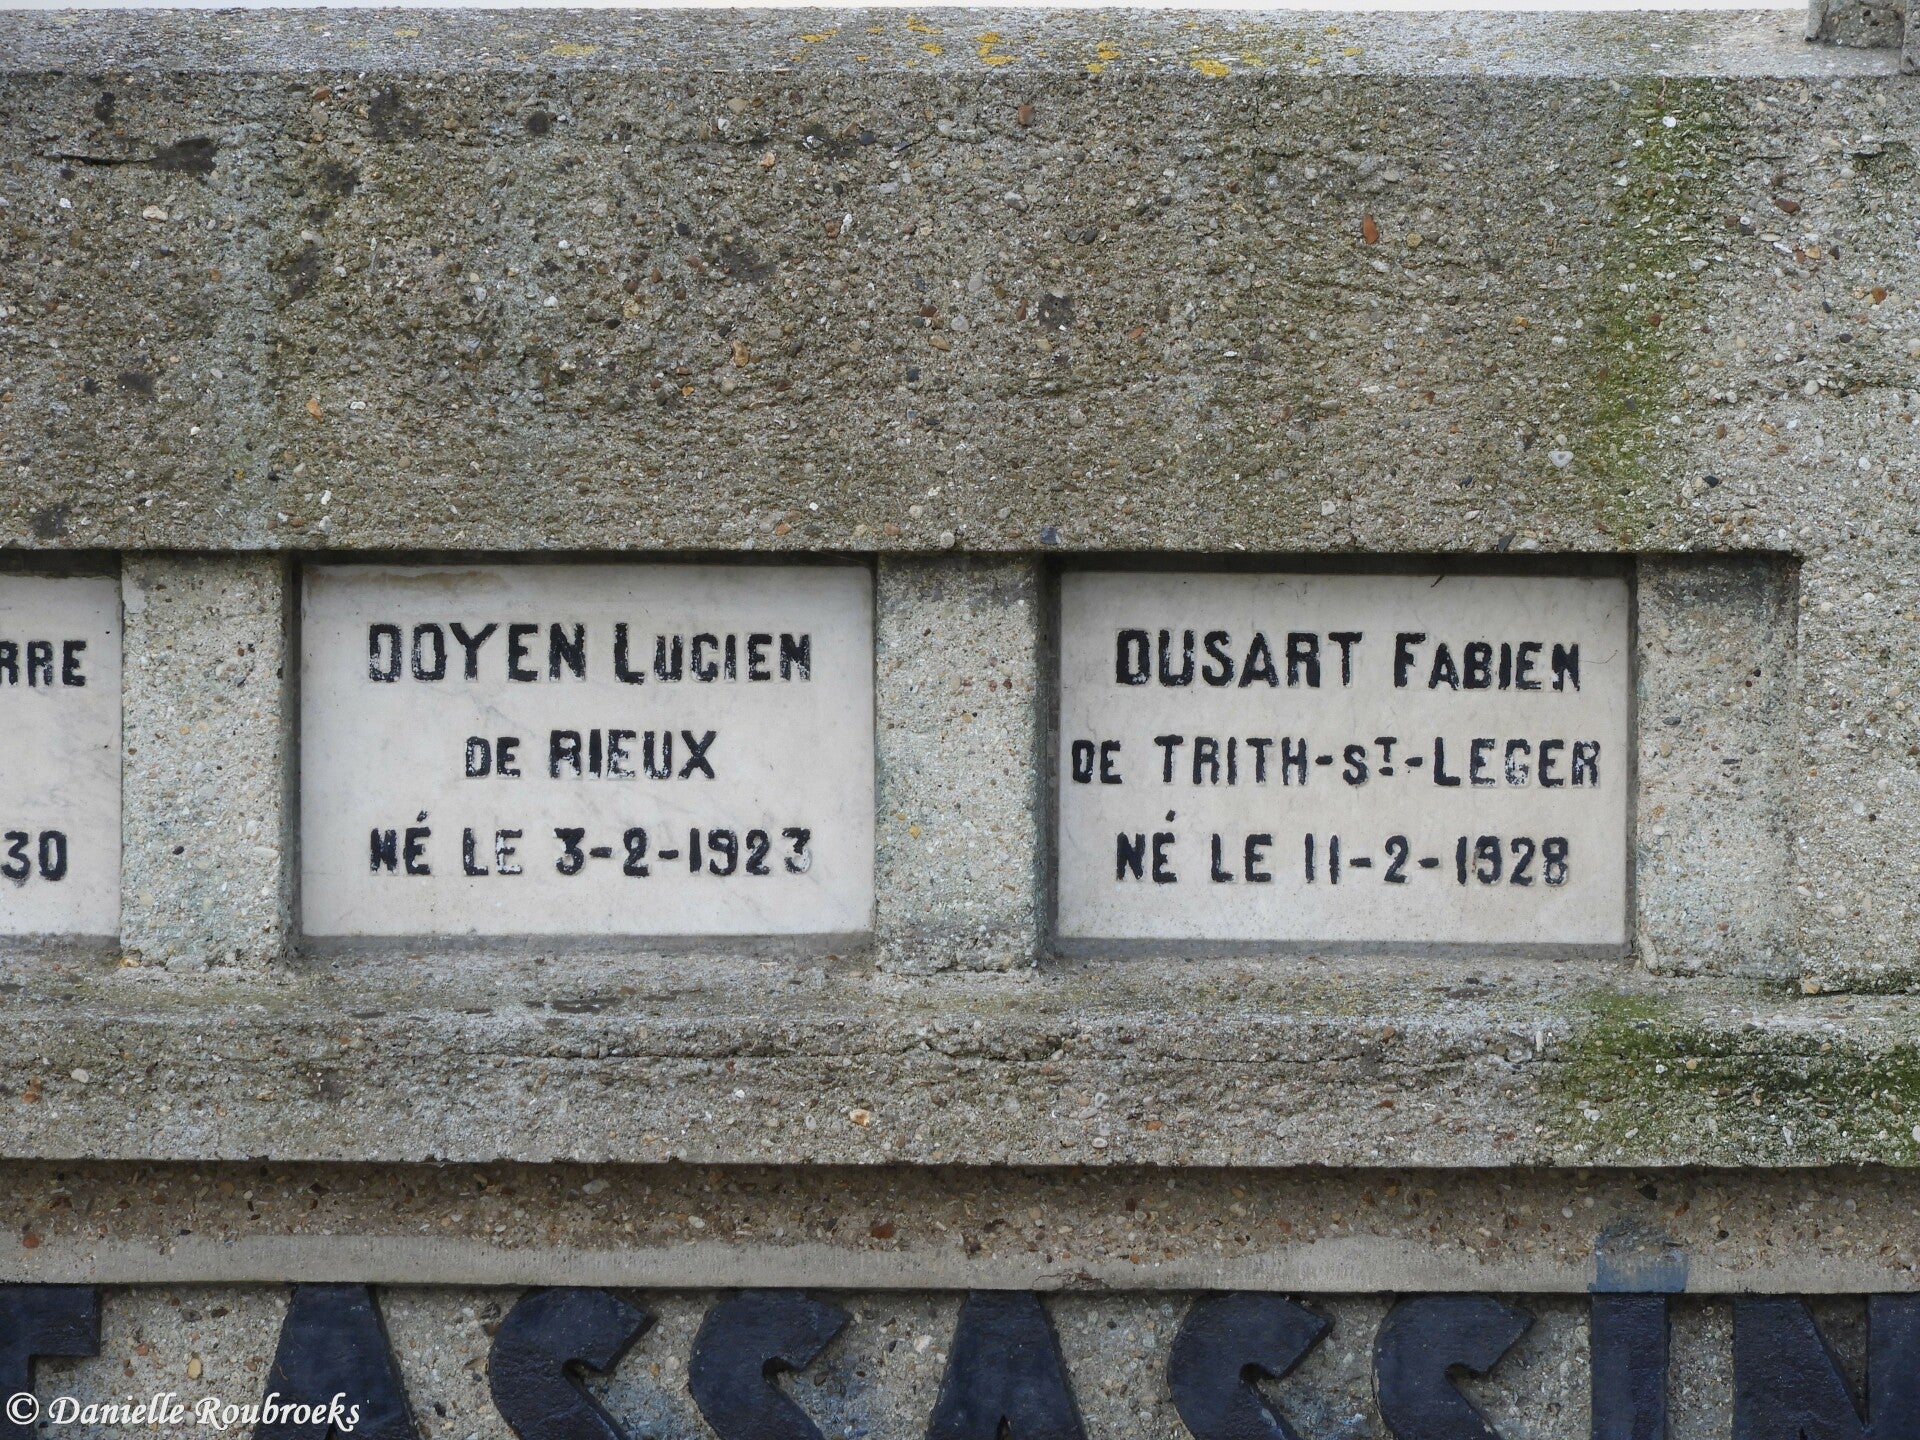 RRE
30
DOYEN LUCIEN
DE RIEUX
NÉ LE 3-2-1923
DUSART FABIEN
DE TRITH-ST-LEGER
NÉ LE 11-2-1928
T ASSASSIN
© Danielle Roubroeks